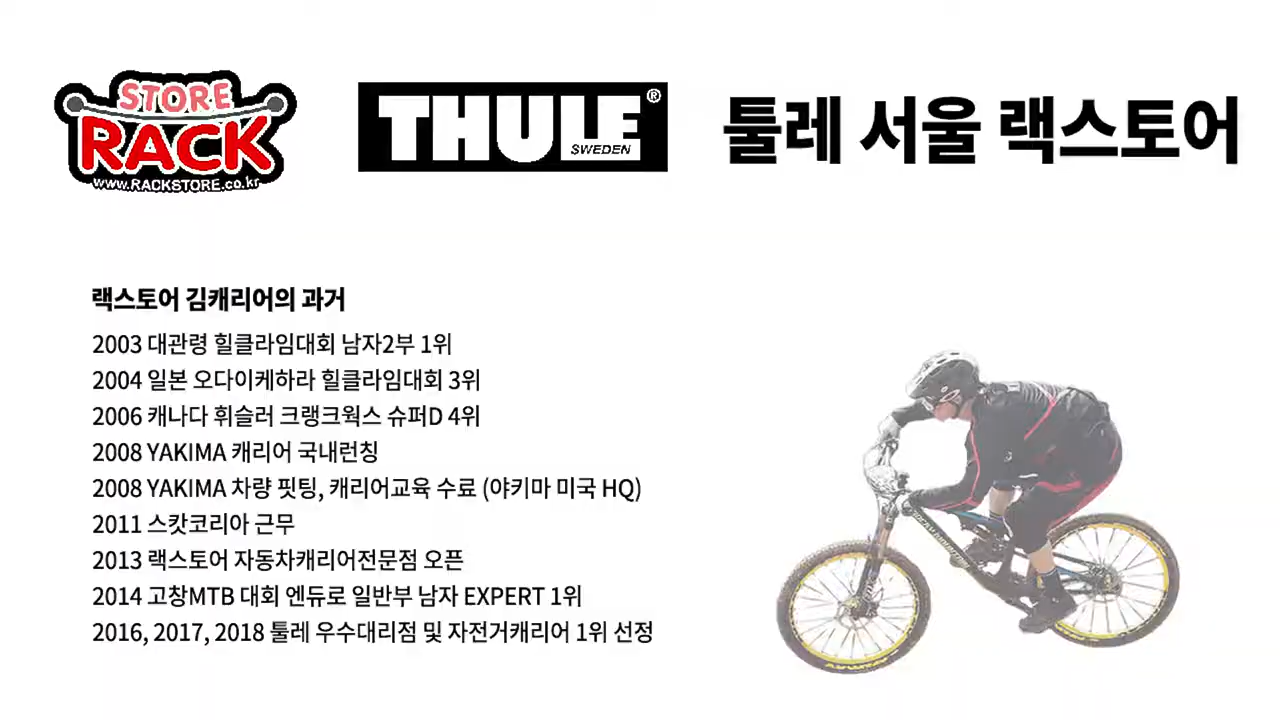 STORE
RACK
www.RACKSTORE.co.kr
THULE®
SWEDEN
툴레 서울 랙스토어
랙스토어 김캐리어의 과거
2003 대관령 힐클라임대회 남자2부 1위
2004 일본 오다이케하라 힐클라임대회 3위
2006 캐나다 휘슬러 크랭크웍스 슈퍼D 4위
2008 YAKIMA 캐리어 국내런칭
2008 YAKIMA 차량 핏팅, 캐리어교육 수료 (야키마 미국 HQ)
2011 스캇코리아 근무
2013 랙스토어 자동차캐리어전문점 오픈
2014 고창MTB 대회 엔듀로 일반부 남자 EXPERT 1위
2016, 2017, 2018 툴레 우수대리점 및 자전거캐리어 1위 선정